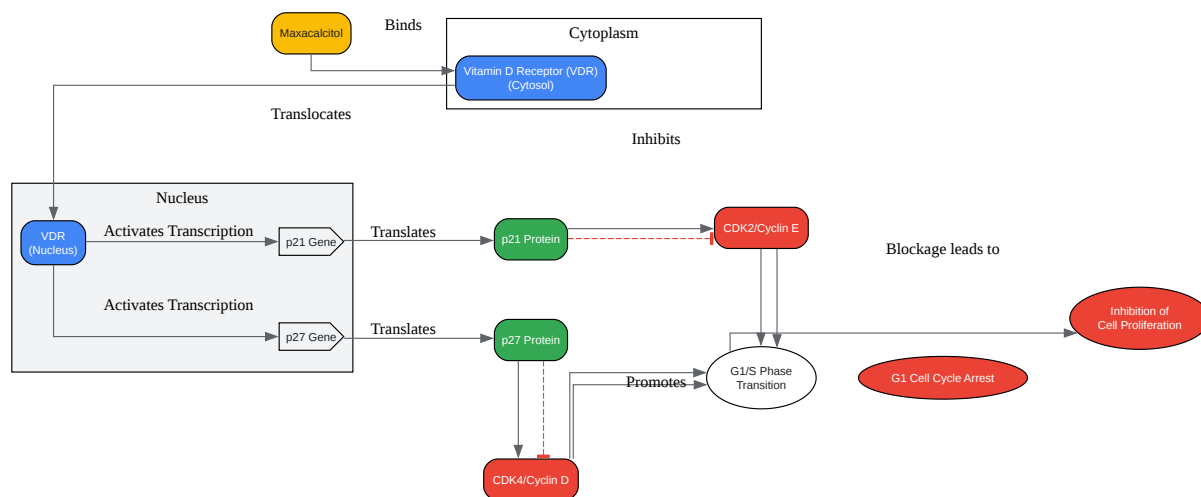 Maxacalcitol
Binds
Cytoplasm
Vitamin D Receptor (VDR)
(Cytosol)
Translocates
Inhibits
Nucleus
VDR
(Nucleus)
Activates Transcription
p21 Gene
Translates
p21 Protein
CDK2/Cyclin E
Blockage leads to
Activates Transcription
p27 Gene
Translates
p27 Protein
Inhibition of
Cell Proliferation
Promotes
G1/S Phase
Transition
G1 Cell Cycle Arrest
CDK4/Cyclin D